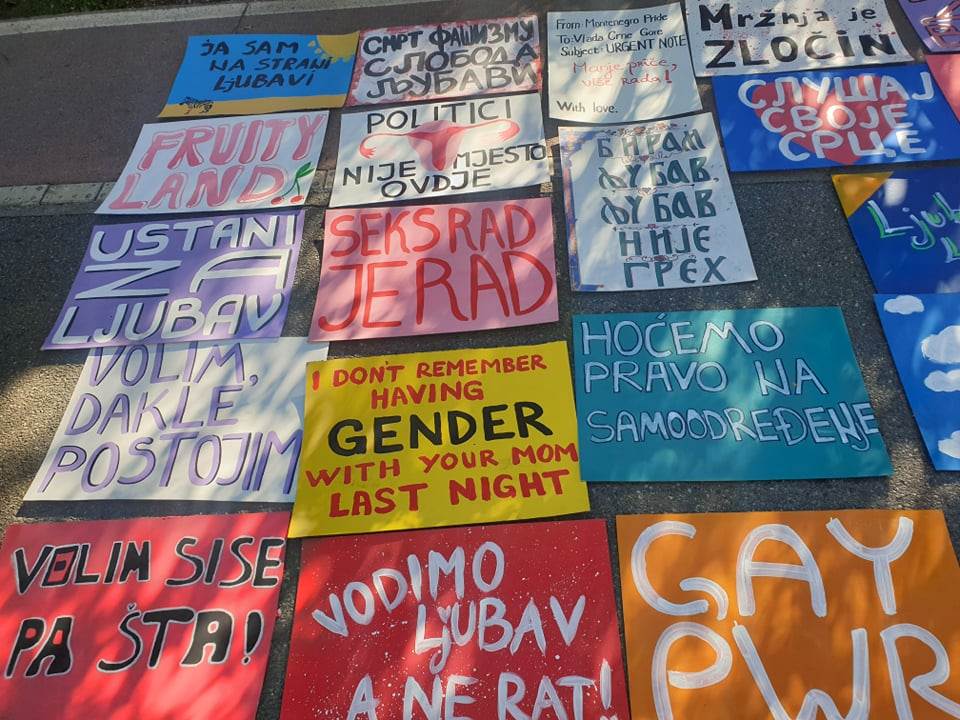 JA SAM
NA STRANI
LJUBAVI
СМРТ ФАШИЗМУ
СЛОБОДА
ЉУБАВИ
From: Montenegro Pride
To: Vlada Crne Gore
Subject: URGENT NOTE
Manje priče,
više rada!
With love.
Mržnja je
ZLOČIN
FRUITY
LAND
POLITICI
NIJE MJESTO
OVDJE
БИРАМ
ЉУБАВ,
ЉУБАВ
НИЈЕ
ГРЕХ
СЛУШАЈ
СВОЈЕ
СРЦЕ
USTANI
ZA
LJUBAV
SEKS RAD
JE RAD
VOLIM,
DAKLE
POSTOJIM
I DON'T REMEMBER
HAVING
GENDER
WITH YOUR MOM
LAST NIGHT
HOĆEMO
PRAVO NA
SAMOODREĐENJE
VOLIM SISE
PA ŠTA!
VODIMO
LJUBAV
A NE RAT!
GAY
PWR